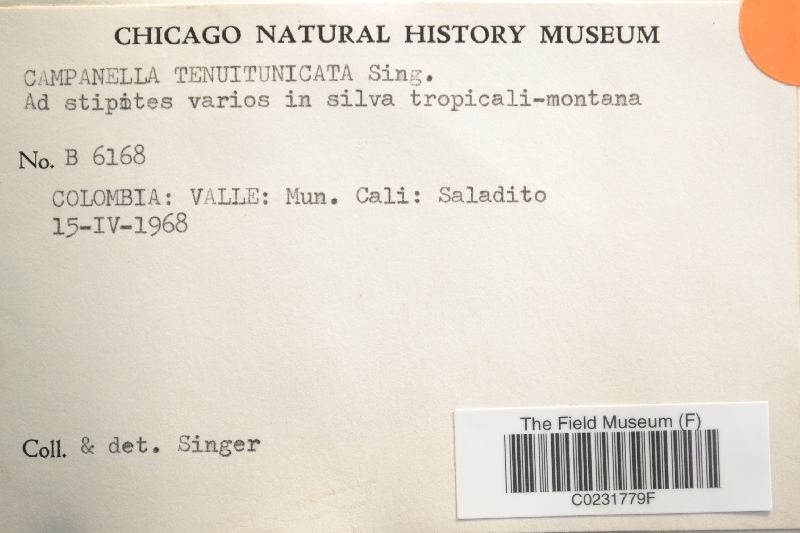 CHICAGO NATURAL HISTORY MUSEUM
CAMPANELLA TENUITUNICATA Sing.
Ad stipites varios in silva tropicali-montana
No. B 6168
COLOMBIA: VALLE: Mun. Cali: Saladito
15-IV-1968
Coll. & det. Singer
The Field Museum (F)
C0231779F